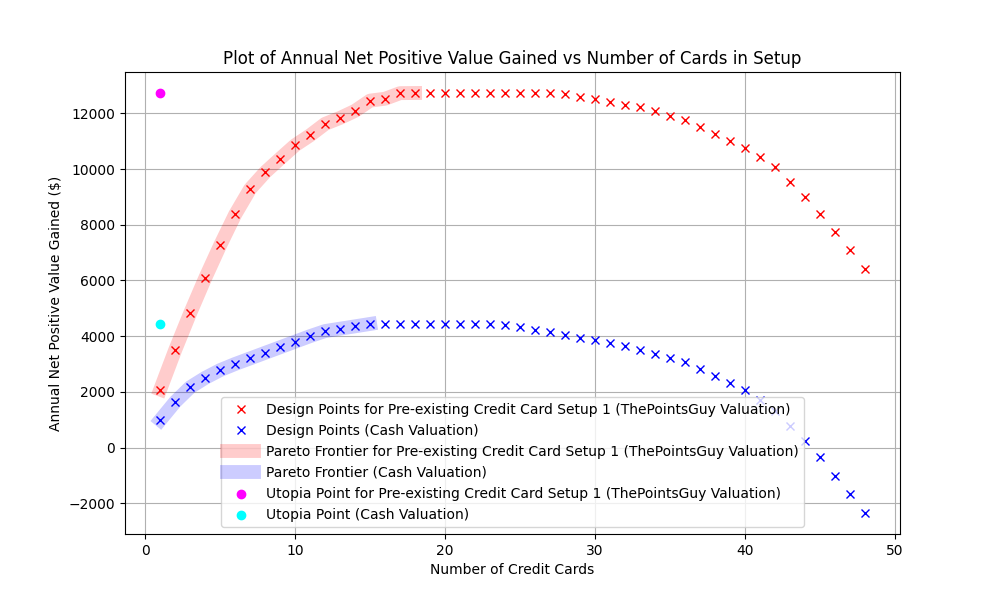 Plot of Annual Net Positive Value Gained vs Number of Cards in Setup
Annual Net Positive Value Gained ($)
12000
10000
8000
6000
4000
2000
0
−2000
Design Points for Pre-existing Credit Card Setup 1 (ThePointsGuy Valuation)
Design Points (Cash Valuation)
Pareto Frontier for Pre-existing Credit Card Setup 1 (ThePointsGuy Valuation)
Pareto Frontier (Cash Valuation)
Utopia Point for Pre-existing Credit Card Setup 1 (ThePointsGuy Valuation)
Utopia Point (Cash Valuation)
0 10 20 30 40 50
Number of Credit Cards